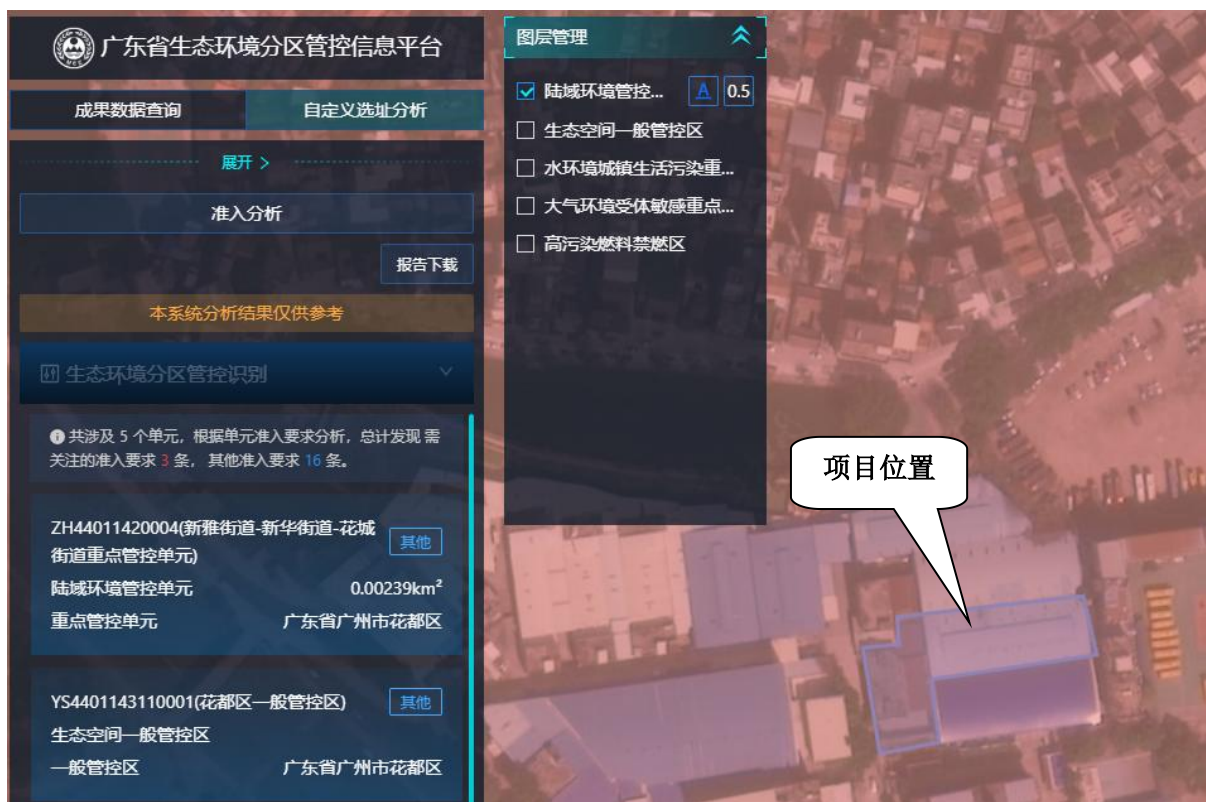 广东省生态环境分区管控信息平台
成果数据查询
自定义选址分析
展开 >
准入分析
报告下载
本系统分析结果仅供参考
生态环境分区管控识别
共涉及 5 个单元，根据单元准入要求分析，总计发现 需
关注的准入要求 3 条， 其他准入要求 16 条。
ZH44011420004(新雅街道-新华街道-花城
街道重点管控单元)
其他
陆域环境管控单元 0.00239km²
重点管控单元 广东省广州市花都区
YS4401143110001(花都区一般管控区) 其他
生态空间一般管控区
一般管控区 广东省广州市花都区
图层管理
陆域环境管控... A 0.5
生态空间一般管控区
水环境城镇生活污染重...
大气环境受体敏感重点...
高污染燃料禁燃区
项目位置